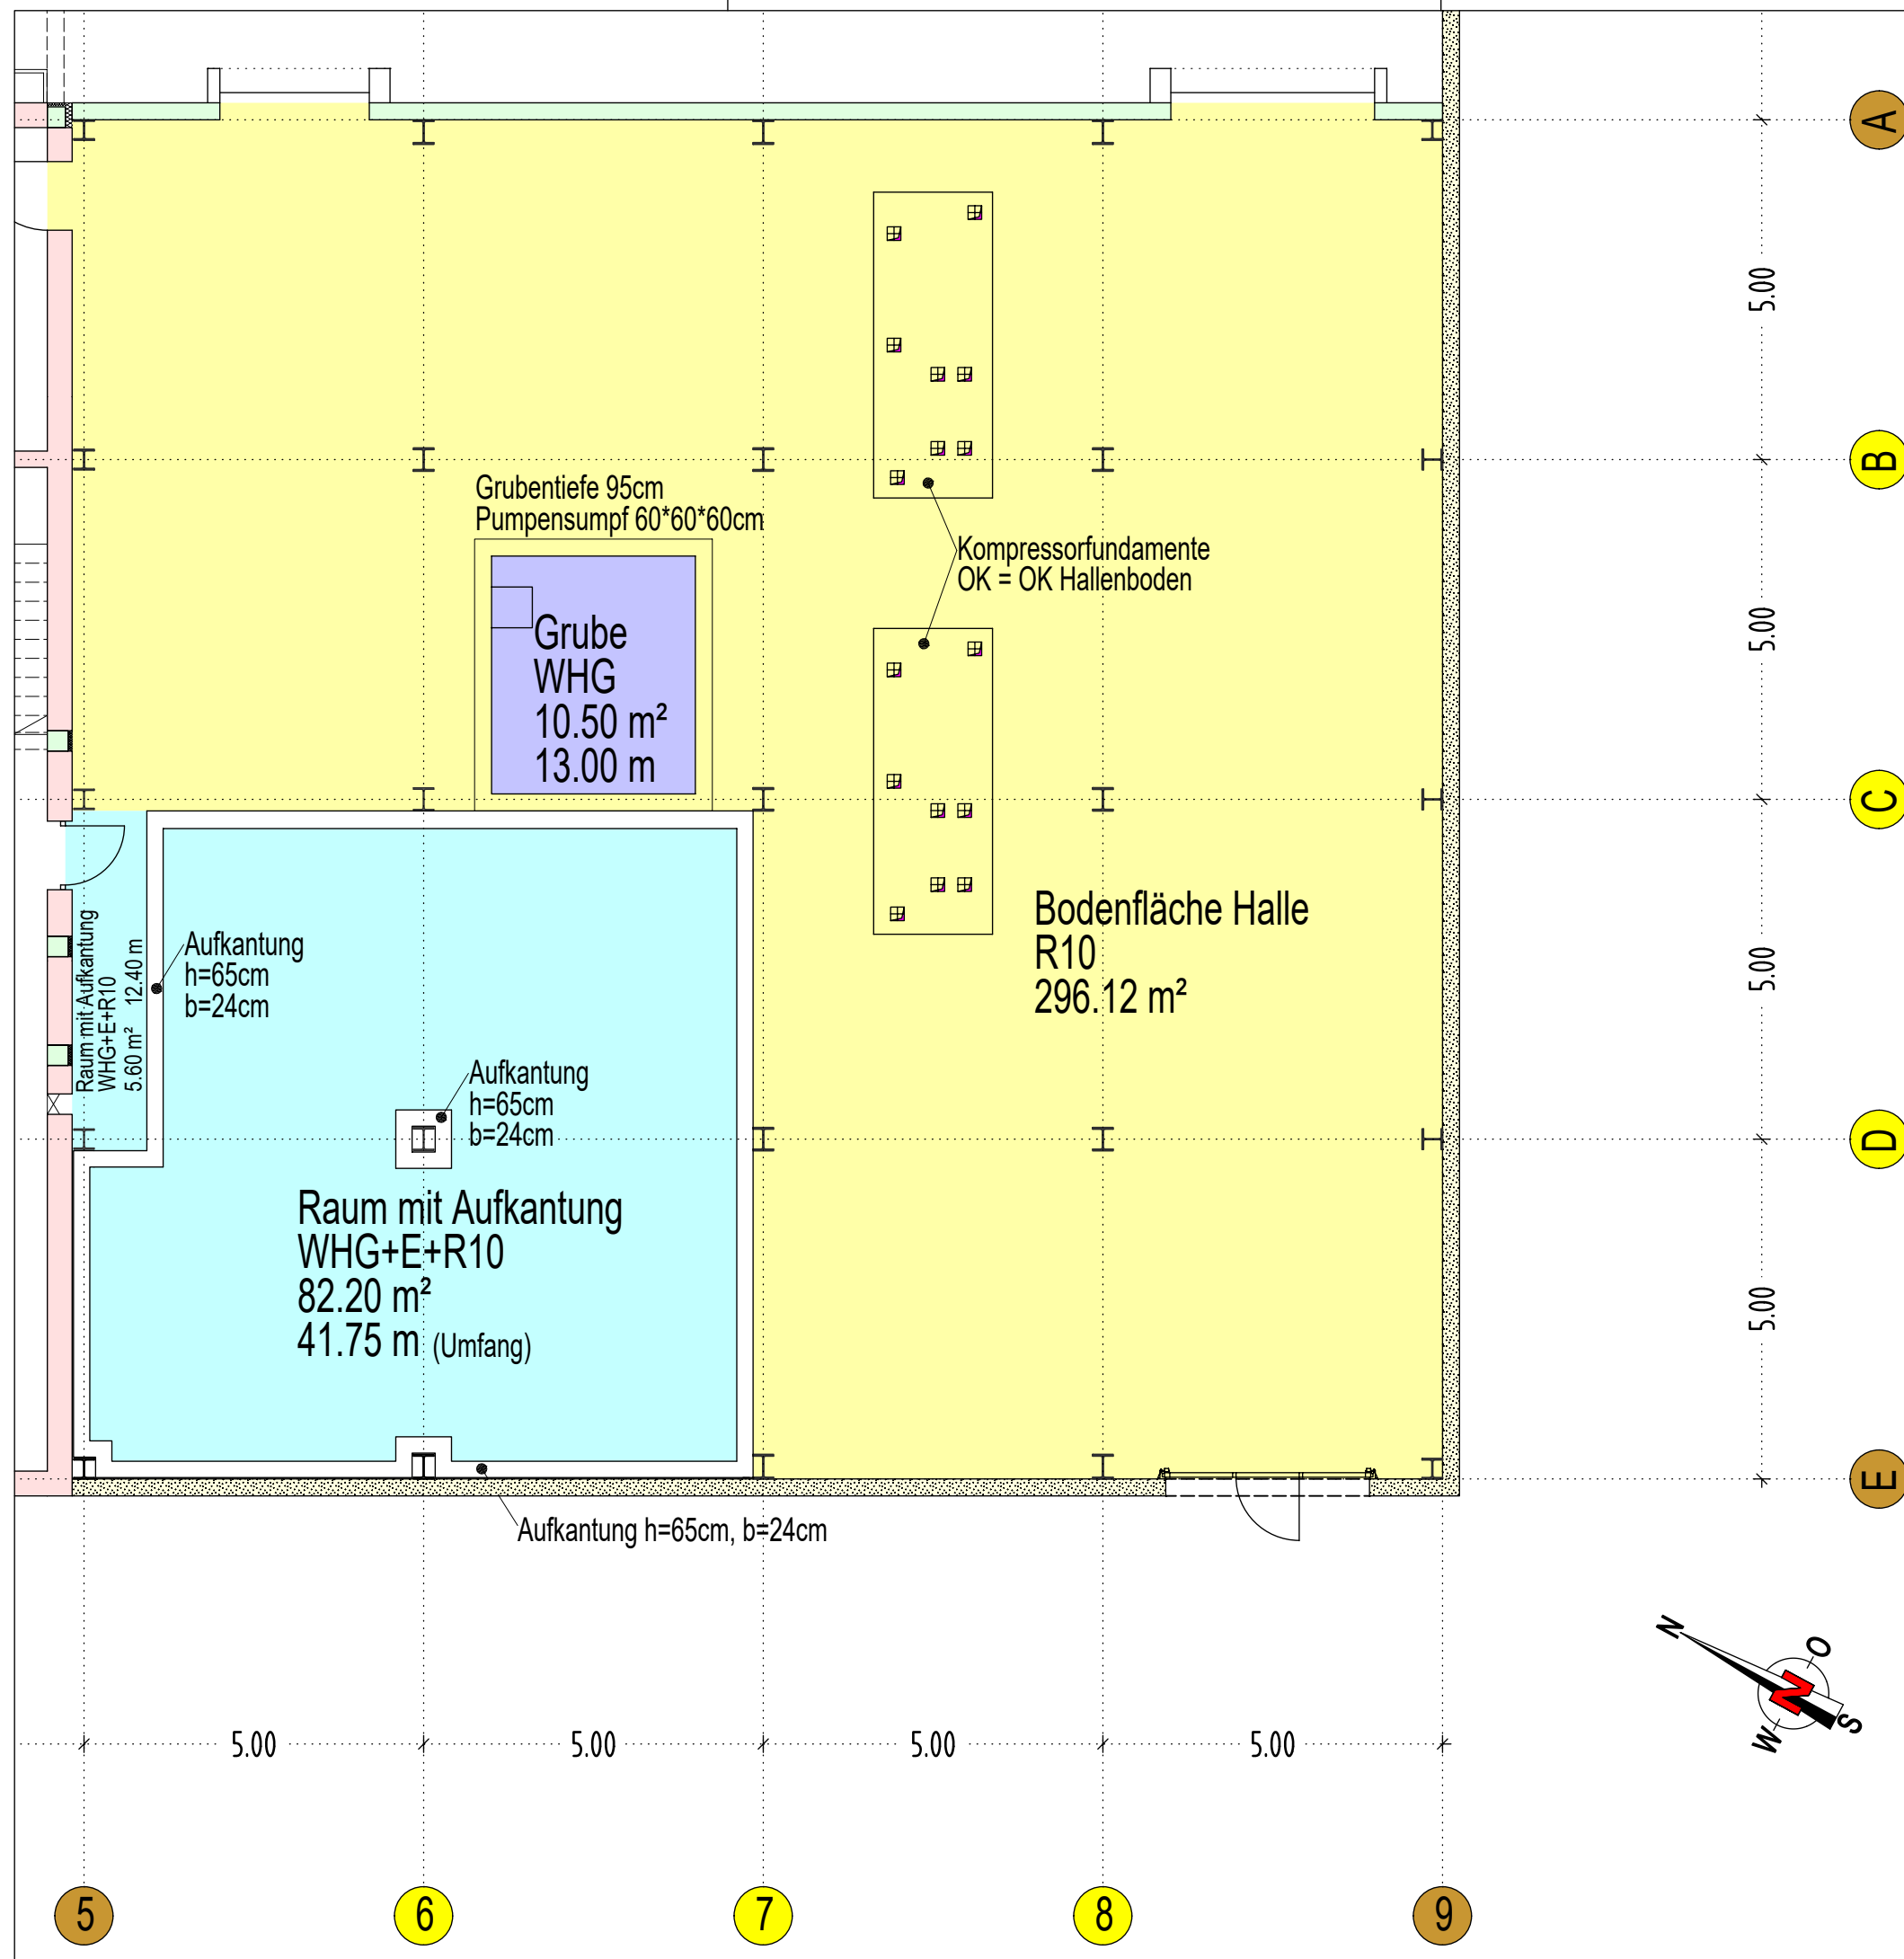 A
5.00
B
Grubentiefe 95cm
Pumpensumpf 60*60*60cm
Kompressorfundamente
OK = OK Hallenboden
5.00
Grube
WHG
10.50 m²
13.00 m
C
Bodenfläche Halle
R10
296.12 m²
Raum mit Aufkantung
WHG+E+R10
5.60 m² 12.40 m
Aufkantung
h=65cm
b=24cm
5.00
Aufkantung
h=65cm
b=24cm
D
Raum mit Aufkantung
WHG+E+R10
82.20 m²
41.75 m (Umfang)
5.00
E
Aufkantung h=65cm, b=24cm
N
O
N
W
S
5.00
5.00
5.00
5.00
5
6
7
8
9